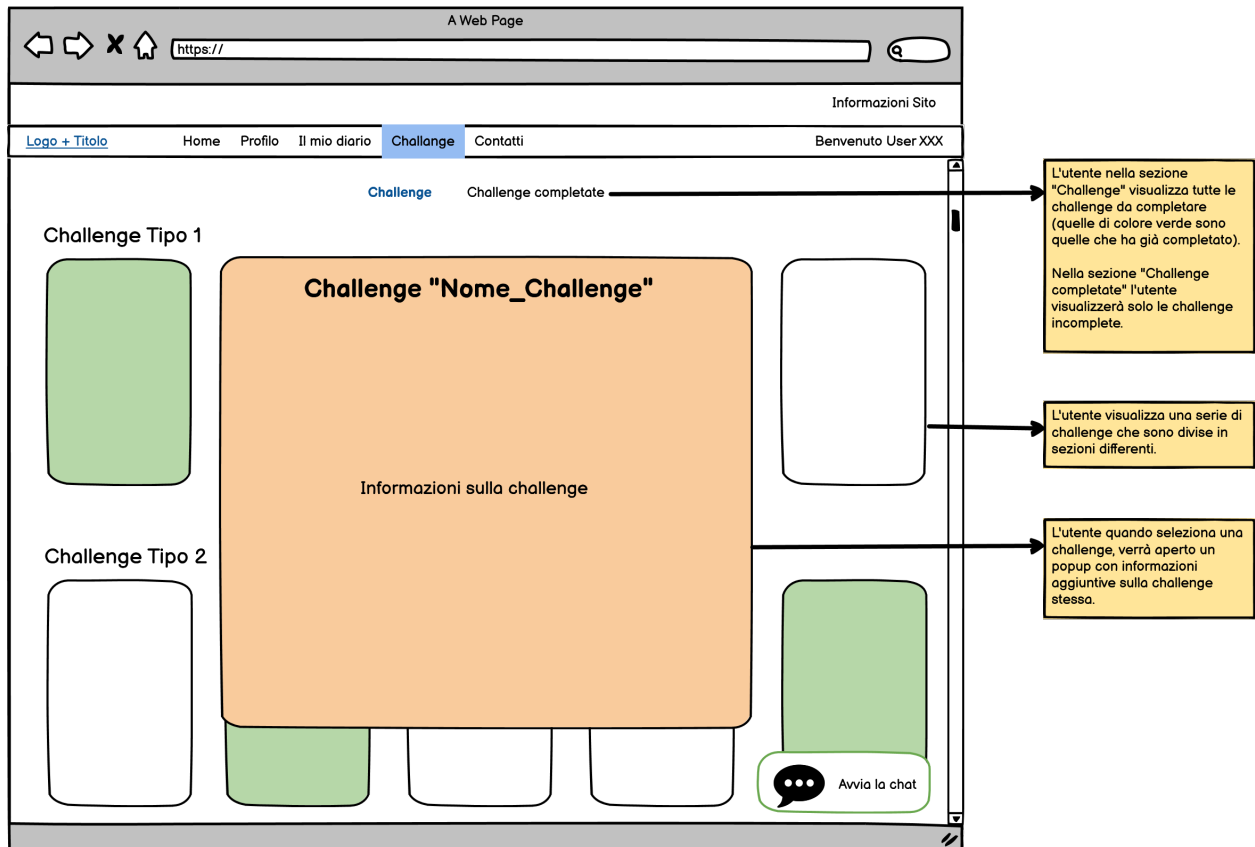 A Web Page
https://
Informazioni Sito
Logo + Titolo
Home
Profilo
Il mio diario
Challange
Contatti
Benvenuto User XXX
Challenge
Challenge completate
Challenge Tipo 1
Challenge "Nome_Challenge"
Informazioni sulla challenge
Challenge Tipo 2
Avvia la chat
L'utente nella sezione
"Challenge" visualizza tutte le
challenge da completare
(quelle di colore verde sono
quelle che ha già completato).
Nella sezione "Challenge
completate" l'utente
visualizzerà solo le challenge
incomplete.
L'utente visualizza una serie di
challenge che sono divise in
sezioni differenti.
L'utente quando seleziona una
challenge, verrà aperto un
popup con informazioni
aggiuntive sulla challenge
stessa.